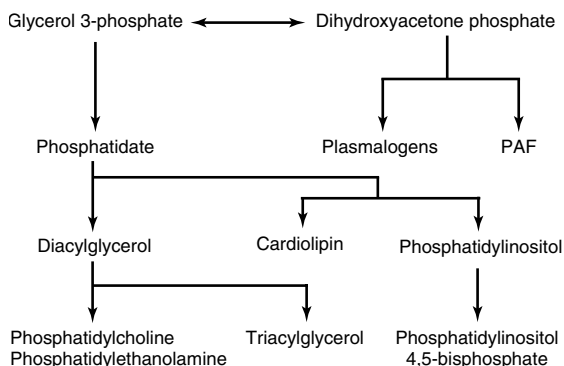 Glycerol 3-phosphate
Dihydroxyacetone phosphate
Phosphatidate
Plasmalogens
PAF
Diacylglycerol
Cardiolipin
Phosphatidylinositol
Phosphatidylcholine
Phosphatidylethanolamine
Triacylglycerol
Phosphatidylinositol
4,5-bisphosphate